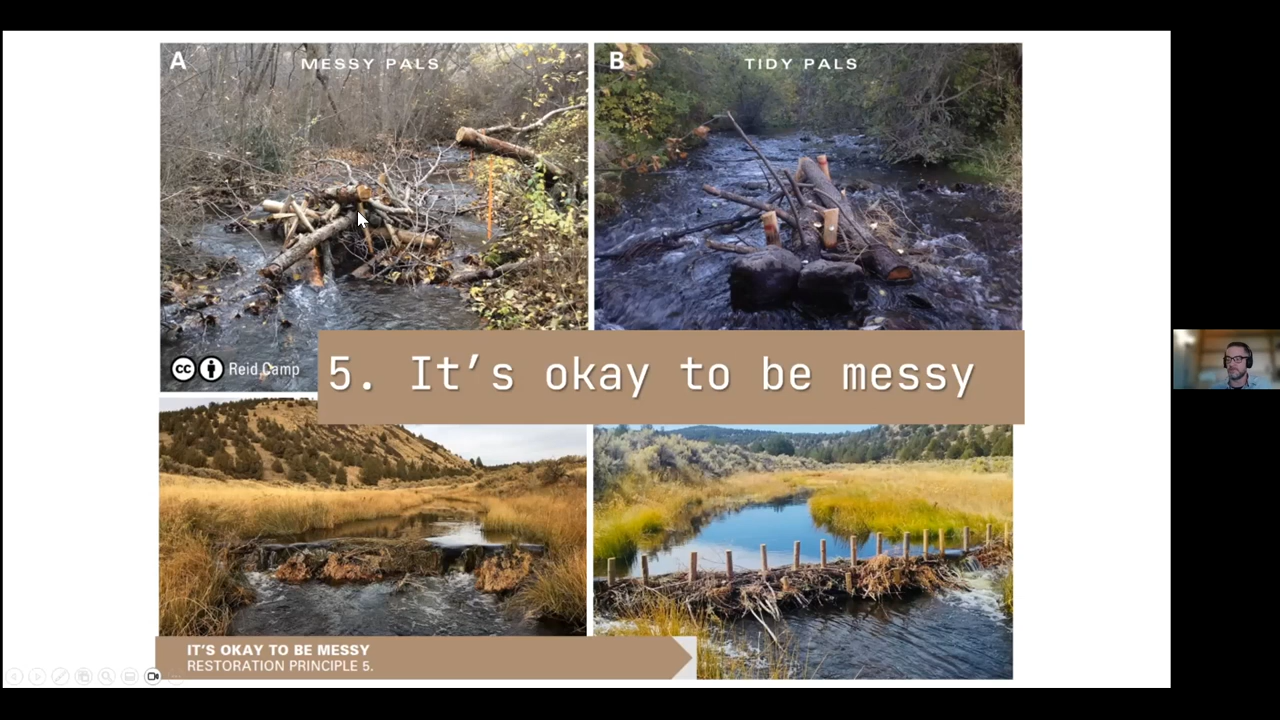 A
MESSY PALS
B
TIDY PALS
cc
Reid Camp
5. It’s okay to be messy
IT’S OKAY TO BE MESSY
RESTORATION PRINCIPLE 5.